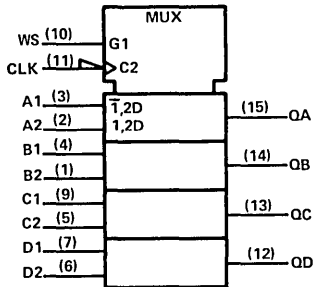 MUX
WS (10) G1
CLK (11) C2
A1 (3) 1̅,2D (15) QA
A2 (2) 1,2D
B1 (4) (14) QB
B2 (1)
C1 (9) (13) QC
C2 (5)
D1 (7) (12) QD
D2 (6)